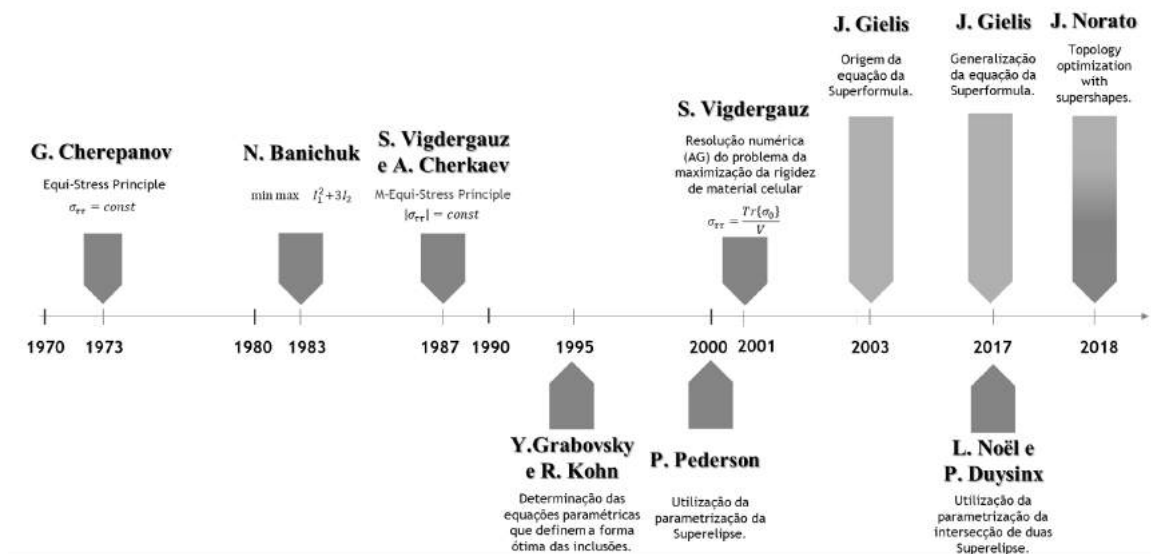 G. Cherepanov
Equi-Stress Principle
σ_ττ = const
N. Banichuk
min max I₁²+3I₂
S. Vigdergauz
e A. Cherkaev
M-Equi-Stress Principle
|σ_ττ| = const
S. Vigdergauz
Resolução numérica
(AG) do problema da
maximização da rigidez
de material celular
σ_ττ = Tr{σ₀}/V
J. Gielis
Origem da
equação da
Superformula.
J. Gielis
Generalização
da equação da
Superformula.
J. Norato
Topology
optimization
with
supershapes.
1970 1973 1980 1983 1987 1990 1995 2000 2001 2003 2017 2018
Y.Grabovsky
e R. Kohn
Determinação das
equações paramétricas
que definem a forma
ótima das inclusões.
P. Pederson
Utilização da
parametrização da
Superelipse.
L. Noël e
P. Duysinx
Utilização da
parametrização da
intersecção de duas
Superelipse.